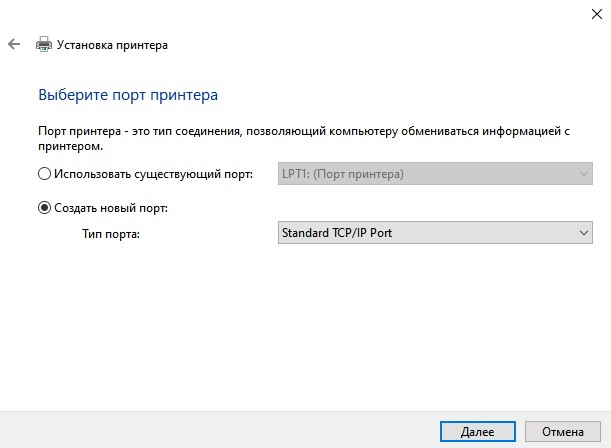 Установка принтера
Выберите порт принтера
Порт принтера - это тип соединения, позволяющий компьютеру обмениваться информацией с
принтером.
Использовать существующий порт: LPT1: (Порт принтера)
Создать новый порт:
Тип порта: Standard TCP/IP Port
Далее Отмена